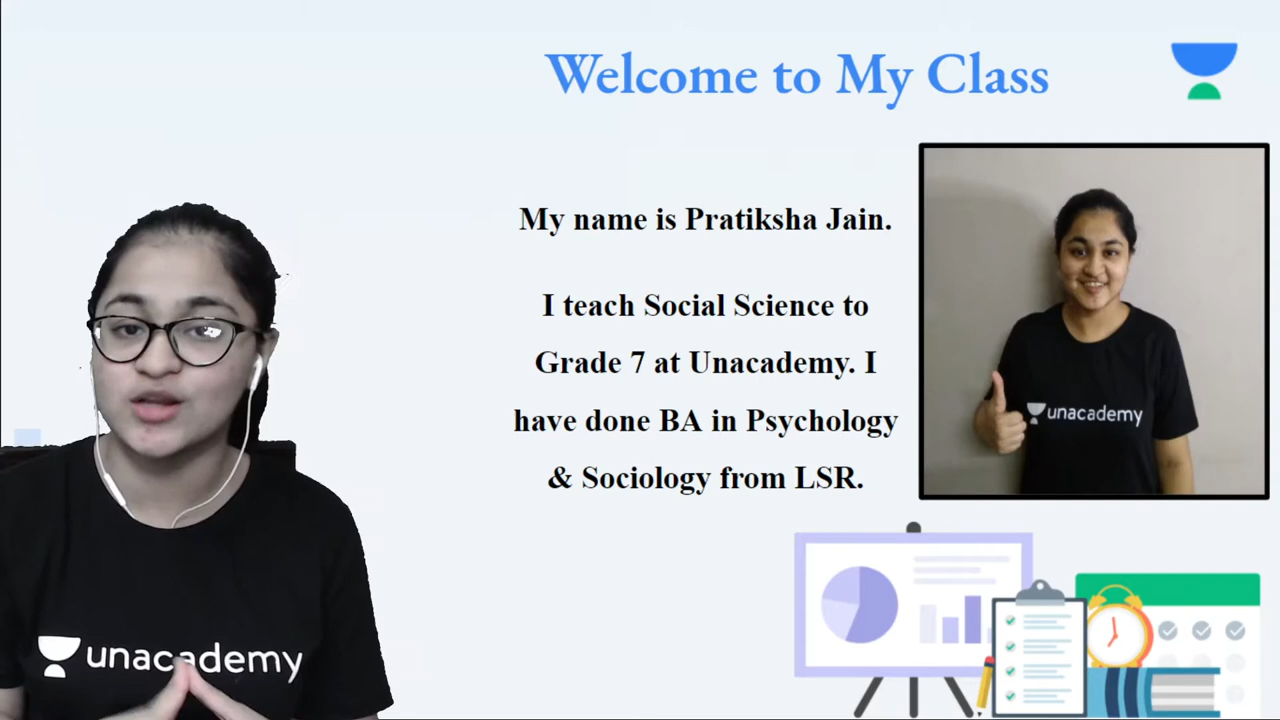 Welcome to My Class
My name is Pratiksha Jain.
I teach Social Science to
Grade 7 at Unacademy. I
have done BA in Psychology
& Sociology from LSR.
unacademy
unacademy